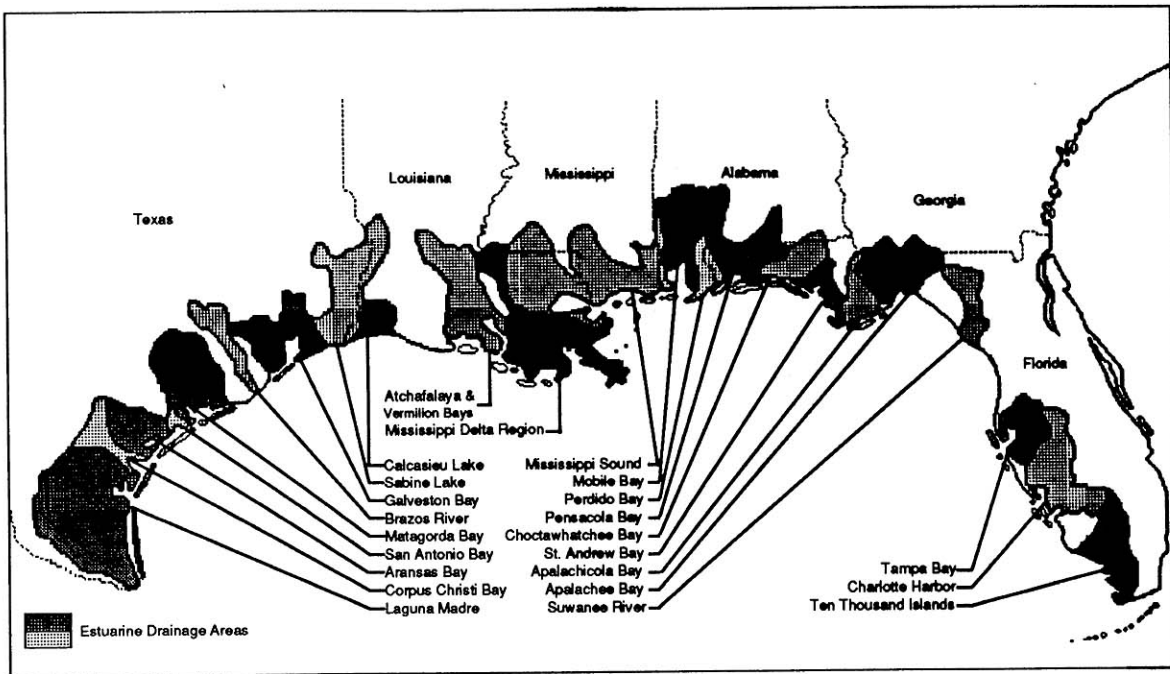 Texas
Louisiana
Mississippi
Alabama
Georgia
Florida
Atchafalaya &
Vermilion Bays
Mississippi Delta Region
Calcasieu Lake
Sabine Lake
Galveston Bay
Brazos River
Matagorda Bay
San Antonio Bay
Aransas Bay
Corpus Christi Bay
Laguna Madre
Mississippi Sound
Mobile Bay
Perdido Bay
Pensacola Bay
Choctawhatchee Bay
St. Andrew Bay
Apalachicola Bay
Apalachee Bay
Suwanee River
Tampa Bay
Charlotte Harbor
Ten Thousand Islands
Estuarine Drainage Areas